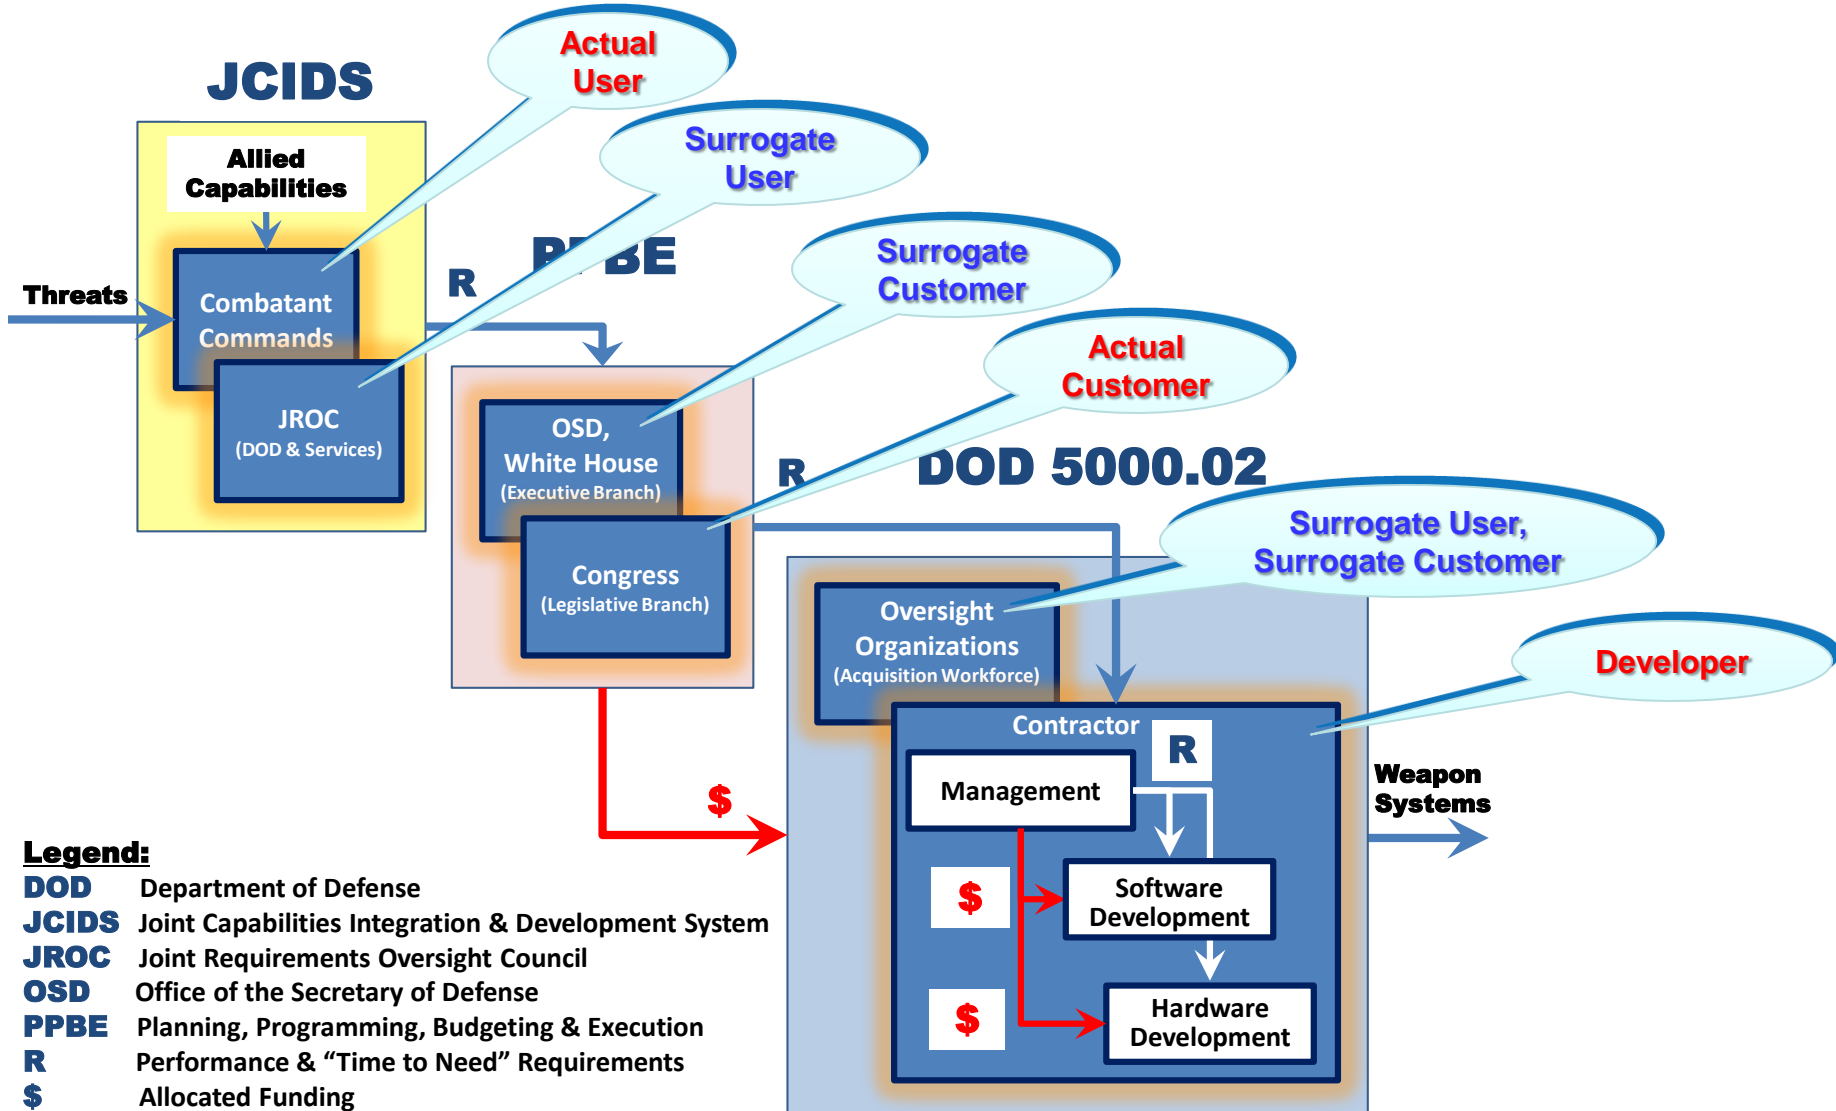 Actual
User
JCIDS
Surrogate
User
Allied
Capabilities
Surrogate
Customer
PPBE
R
Threats
Combatant
Commands
Actual
Customer
JROC
(DOD & Services)
OSD,
White House
(Executive Branch)
R
DOD 5000.02
Surrogate User,
Surrogate Customer
Congress
(Legislative Branch)
Oversight
Organizations
(Acquisition Workforce)
Developer
Contractor
R
Management
Weapon
Systems
$
Software
Development
$
Hardware
Development
$
Legend:
DOD Department of Defense
JCIDS Joint Capabilities Integration & Development System
JROC Joint Requirements Oversight Council
OSD Office of the Secretary of Defense
PPBE Planning, Programming, Budgeting & Execution
R Performance & “Time to Need” Requirements
$ Allocated Funding